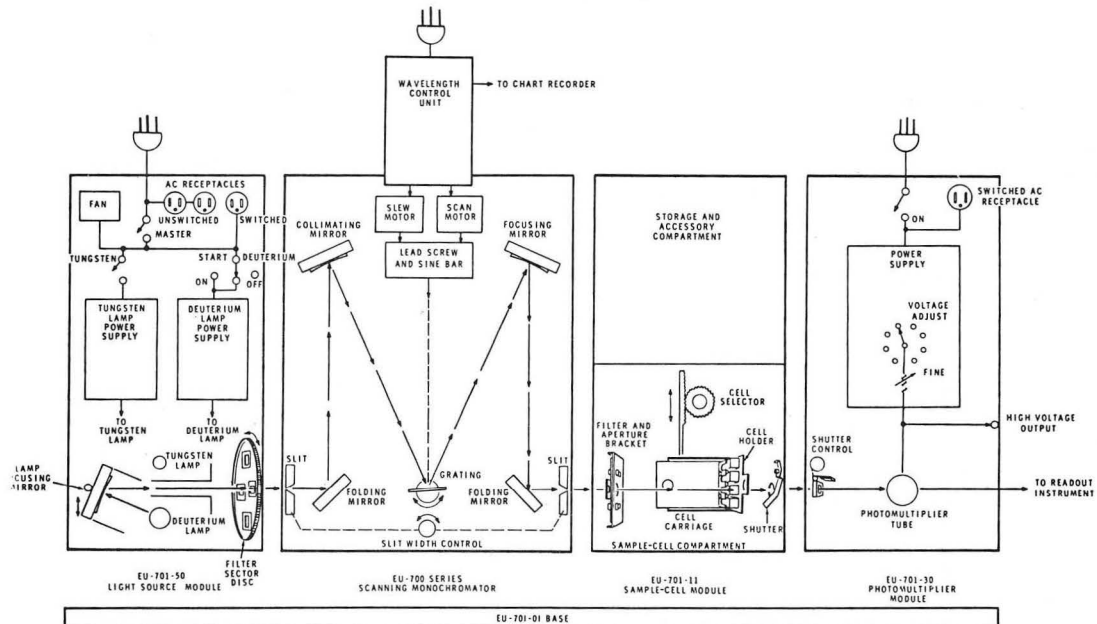 WAVELENGTH
CONTROL
UNIT
TO CHART RECORDER
AC RECEPTACLES
FAN
UNSWITCHED
SWITCHED
MASTER
TUNGSTEN
START
DEUTERIUM
ON
OFF
TUNGSTEN
LAMP
POWER
SUPPLY
DEUTERIUM
LAMP
POWER
SUPPLY
TO
TUNGSTEN
LAMP
TO
DEUTERIUM
LAMP
TUNGSTEN
LAMP
LAMP
OCUSING
MIRROR
DEUTERIUM
LAMP
FILTER
SECTOR
DISC
EU-701-50
LIGHT SOURCE MODULE
SLEW
MOTOR
SCAN
MOTOR
COLLIMATING
MIRROR
FOCUSING
MIRROR
LEAD SCREW
AND SINE BAR
SLIT
GRATING
SLIT
FOLDING
MIRROR
FOLDING
MIRROR
SLIT WIDTH CONTROL
EU-700 SERIES
SCANNING MONOCHROMATOR
STORAGE AND
ACCESSORY
COMPARTMENT
CELL
SELECTOR
FILTER AND
APERTURE
BRACKET
CELL
HOLDER
CELL
CARRIAGE
SHUTTER
SAMPLE-CELL COMPARTMENT
EU-701-11
SAMPLE-CELL MODULE
SWITCHED AC
RECEPTACLE
ON
POWER
SUPPLY
VOLTAGE
ADJUST
FINE
HIGH VOLTAGE
OUTPUT
SHUTTER
CONTROL
TO READOUT
INSTRUMENT
PHOTOMULTIPLIER
TUBE
EU-701-30
PHOTOMULTIPLIER
MODULE
EU-701-01 BASE